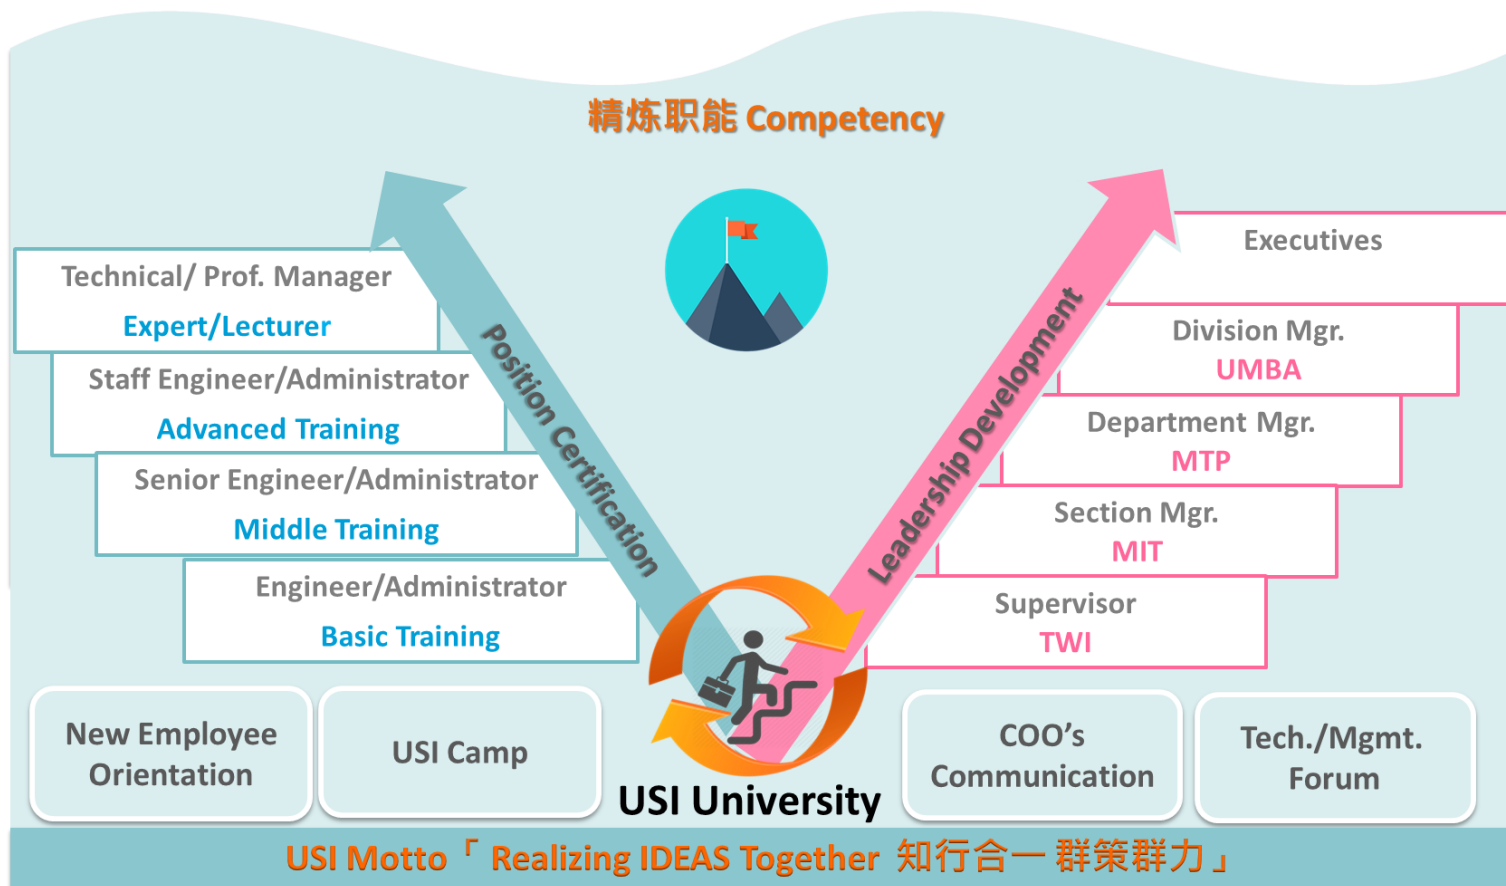 精炼职能 Competency
Technical/ Prof. Manager
Expert/Lecturer
Staff Engineer/Administrator
Advanced Training
Senior Engineer/Administrator
Middle Training
Engineer/Administrator
Basic Training
Position Certification
Leadership Development
Executives
Division Mgr.
UMBA
Department Mgr.
MTP
Section Mgr.
MIT
Supervisor
TWI
New Employee
Orientation
USI Camp
USI University
COO’s
Communication
Tech./Mgmt.
Forum
USI Motto「 Realizing IDEAS Together 知行合一 群策群力」